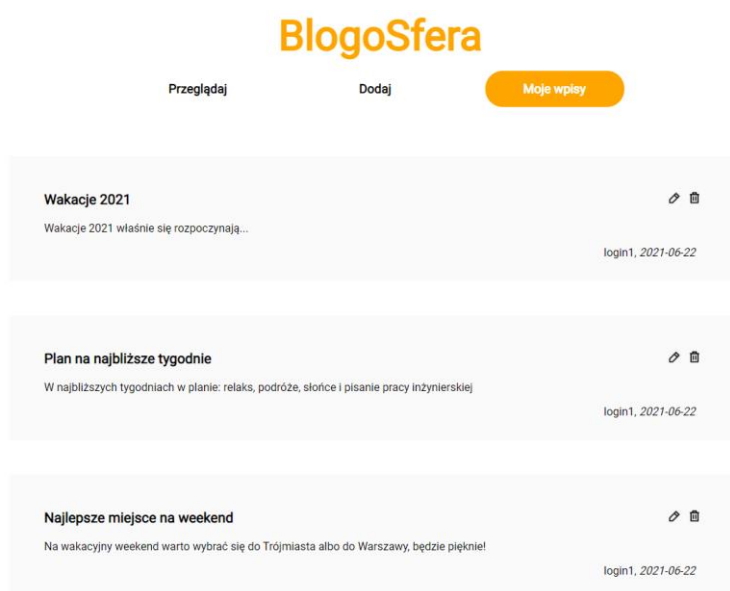 BlogoSfera
Przeglądaj Dodaj Moje wpisy
Wakacje 2021
Wakacje 2021 właśnie się rozpoczynają...
login1, 2021-06-22
Plan na najbliższe tygodnie
W najbliższych tygodniach w planie: relaks, podróże, słońce i pisanie pracy inżynierskiej
login1, 2021-06-22
Najlepsze miejsce na weekend
Na wakacyjny weekend warto wybrać się do Trójmiasta albo do Warszawy, będzie pięknie!
login1, 2021-06-22